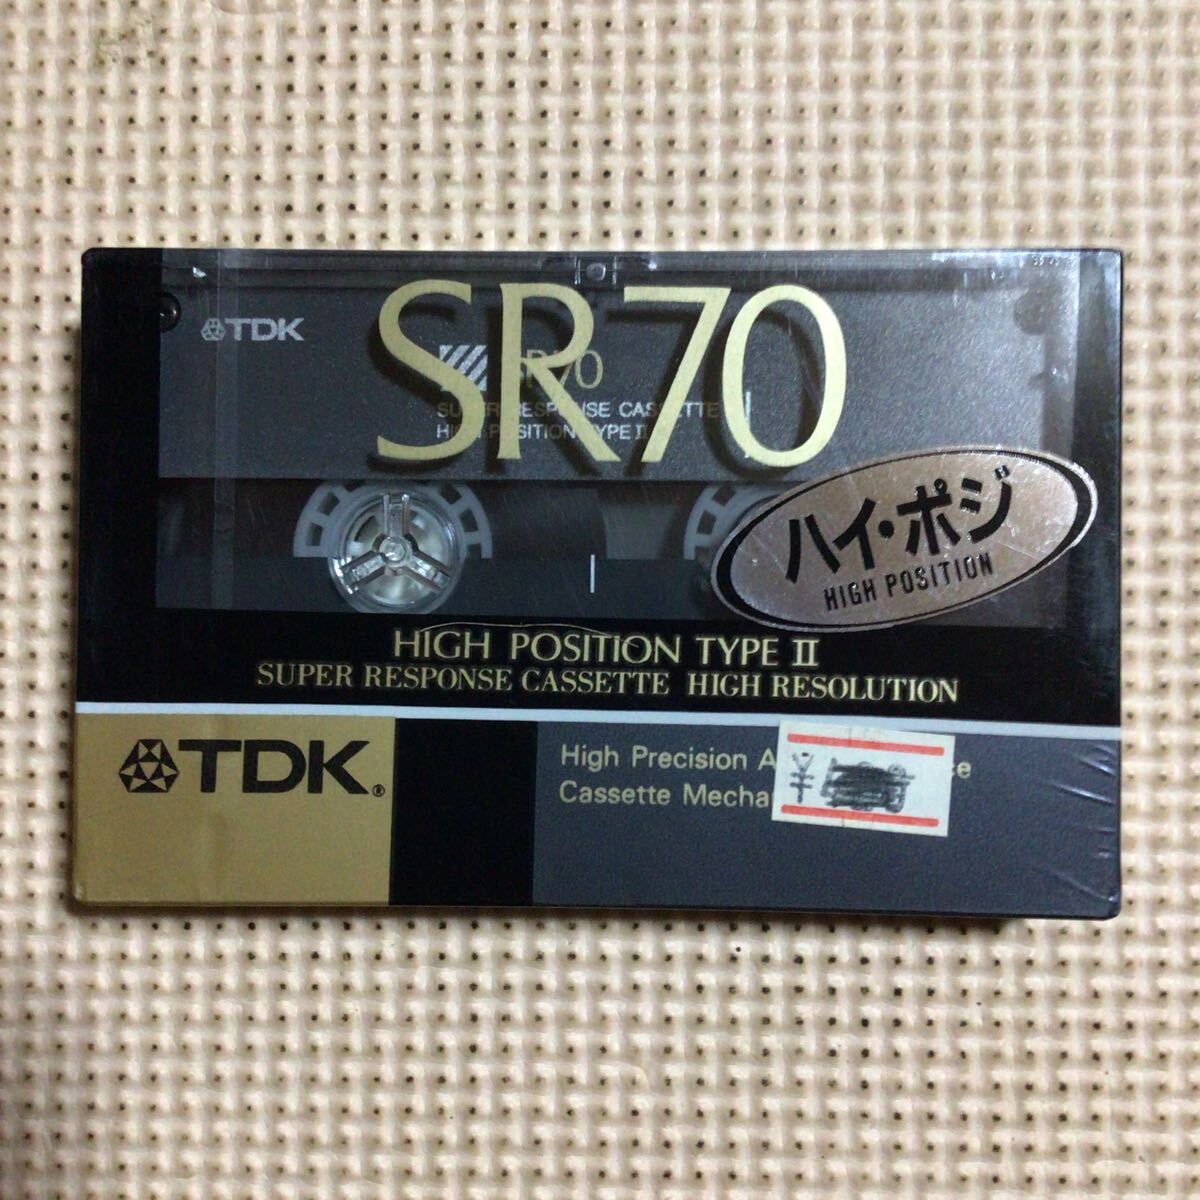 SR70
TDK
SR70
SUPER RESPONSE CASSETTE
HIGH POSITION TYPE II
ハイ・ポジ
HIGH POSITION
HIGH POSITION TYPE II
SUPER RESPONSE CASSETTE HIGH RESOLUTION
TDK®
High Precision
Cassette